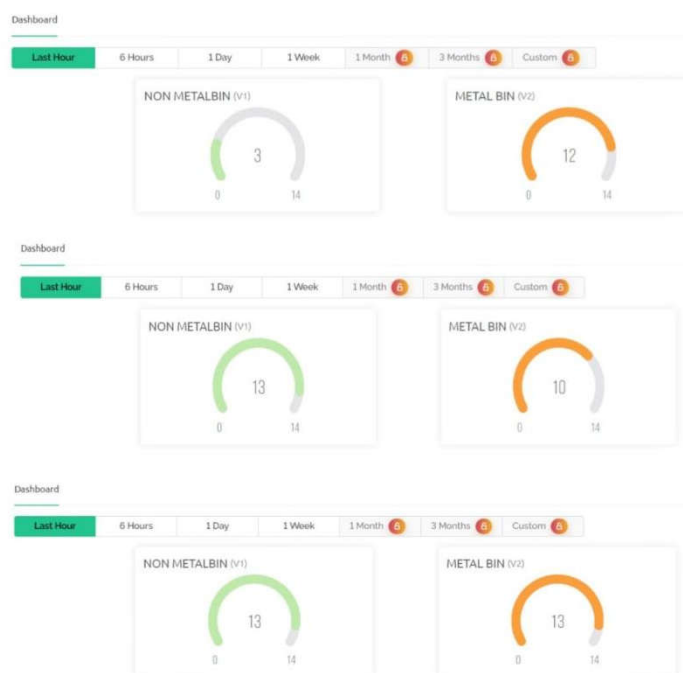 Dashboard
Last Hour 6 Hours 1 Day 1 Week 1 Month 3 Months Custom
NON METALBIN (V1) METAL BIN (V2)
3 12
0 14 0 14
Dashboard
Last Hour 6 Hours 1 Day 1 Week 1 Month 3 Months Custom
NON METALBIN (V1) METAL BIN (V2)
13 10
0 14 0 14
Dashboard
Last Hour 6 Hours 1 Day 1 Week 1 Month 3 Months Custom
NON METALBIN (V1) METAL BIN (V2)
13 13
0 14 0 14